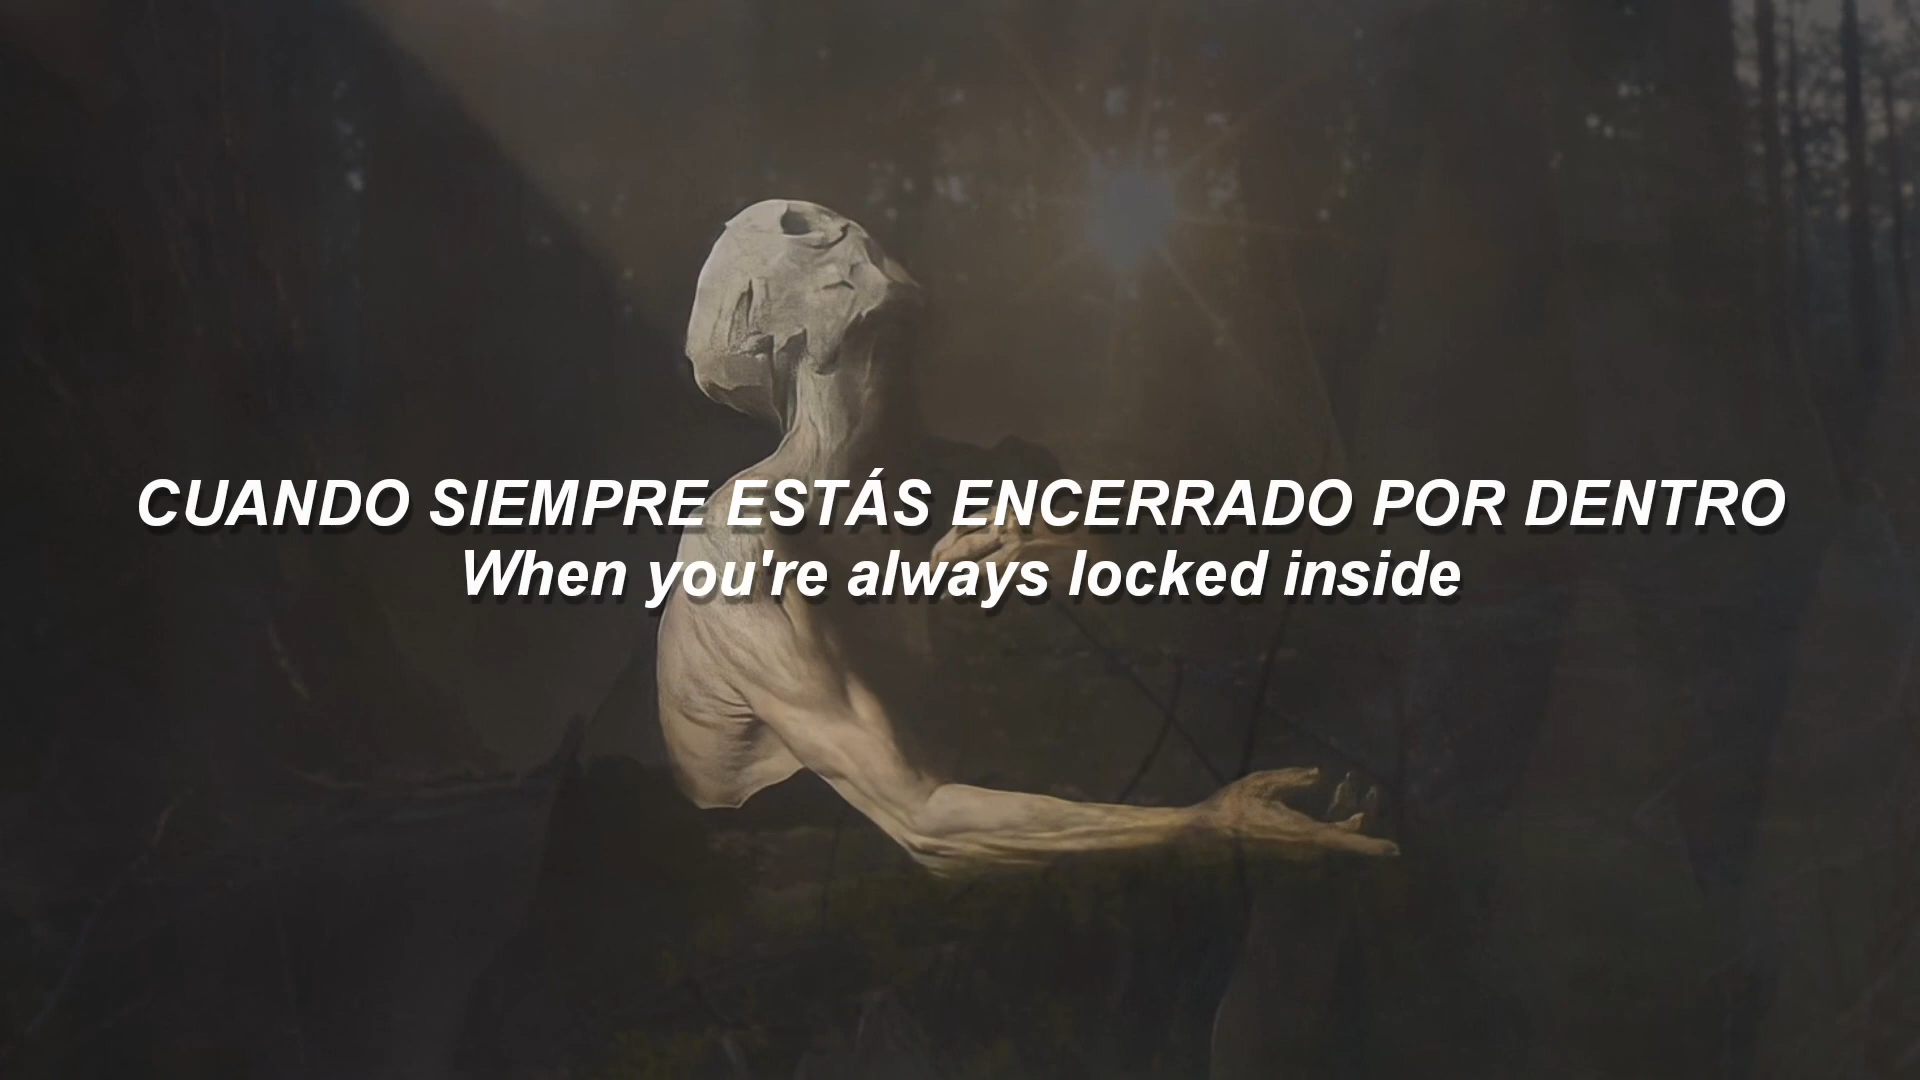 CUANDO SIEMPRE ESTÁS ENCERRADO POR DENTRO
When you're always locked inside